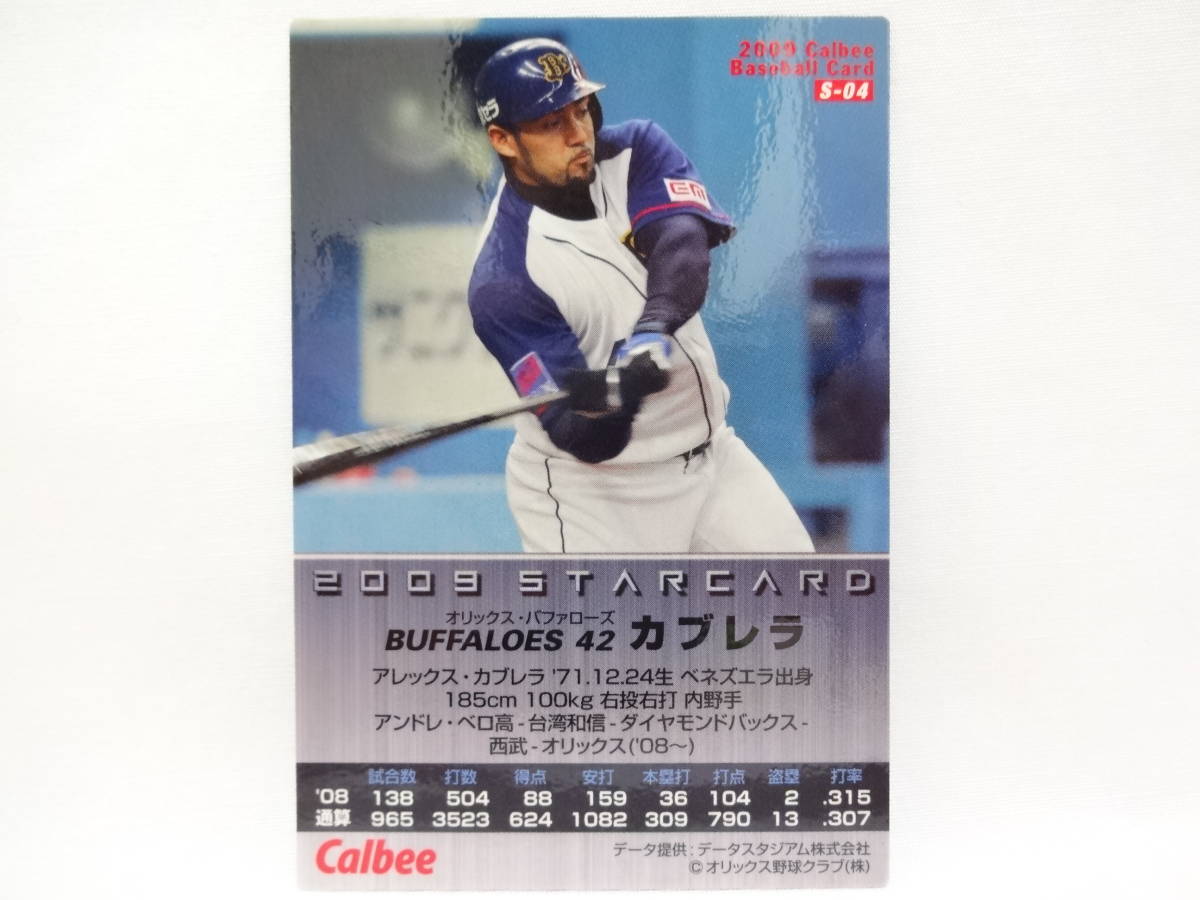 2009 Calbee
Baseball Card
S-04
B
EM
2009 STARCARD
オリックス・バファローズ
BUFFALOES 42 カブレラ
アレックス・カブレラ '71.12.24生 ベネズエラ出身
185cm 100kg 右投右打 内野手
アンドレ・ベロ高-台湾和信-ダイヤモンドバックス-
西武-オリックス('08〜)
試合数 打数 得点 安打 本塁打 打点 盗塁 打率
'08 138 504 88 159 36 104 2 .315
通算 965 3523 624 1082 309 790 13 .307
Calbee
データ提供:データスタジアム株式会社
©オリックス野球クラブ(株)